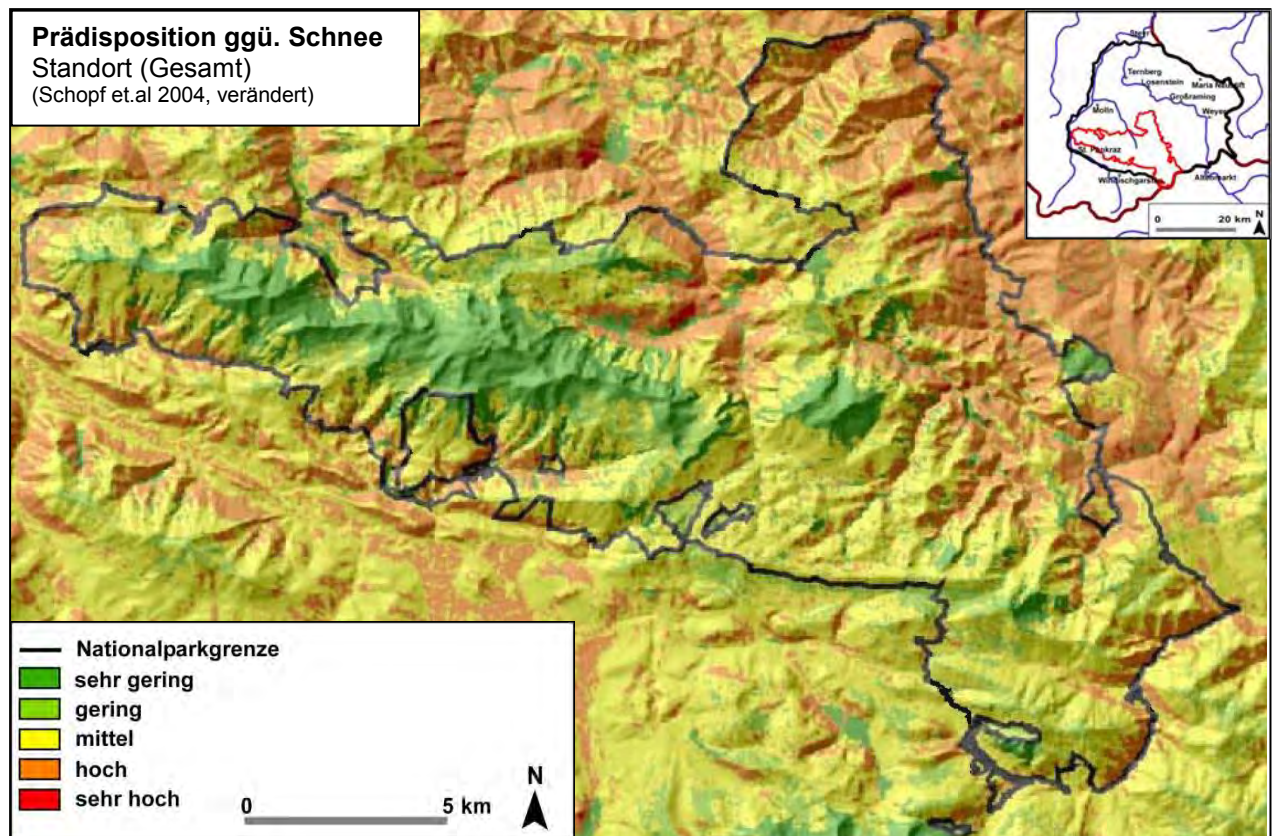 Prädisposition ggü. Schnee
Standort (Gesamt)
(Schopf et.al 2004, verändert)
Steyr
Ternberg
Losenstein
Maria Neustift
Großraming
Weyer
Molln
St. Pankraz
Windischgarsten
Altenmarkt
0 20 km N
Nationalparkgrenze
sehr gering
gering
mittel
hoch
sehr hoch
0 5 km
N